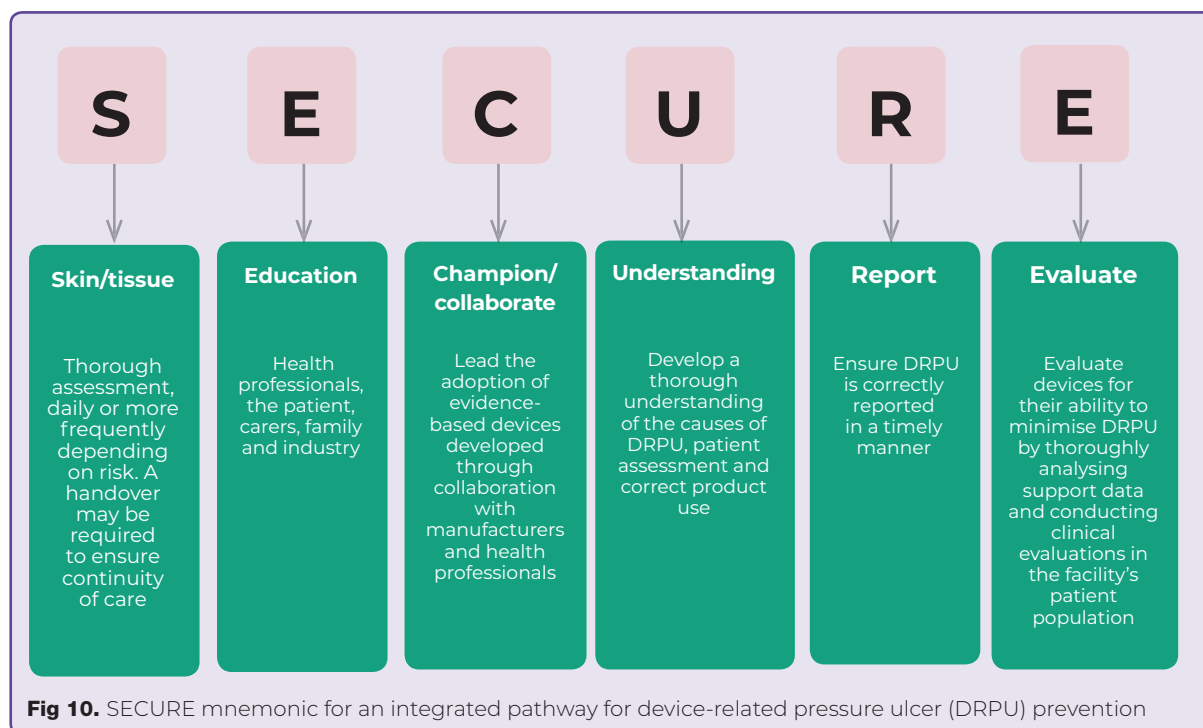 S
E
C
U
R
E
Skin/tissue
Thorough
assessment,
daily or more
frequently
depending
on risk. A
handover
may be
required
to ensure
continuity
of care
Education
Health
professionals,
the patient,
carers, family
and industry
Champion/
collaborate
Lead the
adoption of
evidence-
based devices
developed
through
collaboration
with
manufacturers
and health
professionals
Understanding
Develop a
thorough
understanding
of the causes of
DRPU, patient
assessment and
correct product
use
Report
Ensure DRPU
is correctly
reported
in a timely
manner
Evaluate
Evaluate
devices for
their ability to
minimise DRPU
by thoroughly
analysing
support data
and conducting
clinical
evaluations in
the facility's
patient
population
Fig 10. SECURE mnemonic for an integrated pathway for device-related pressure ulcer (DRPU) prevention